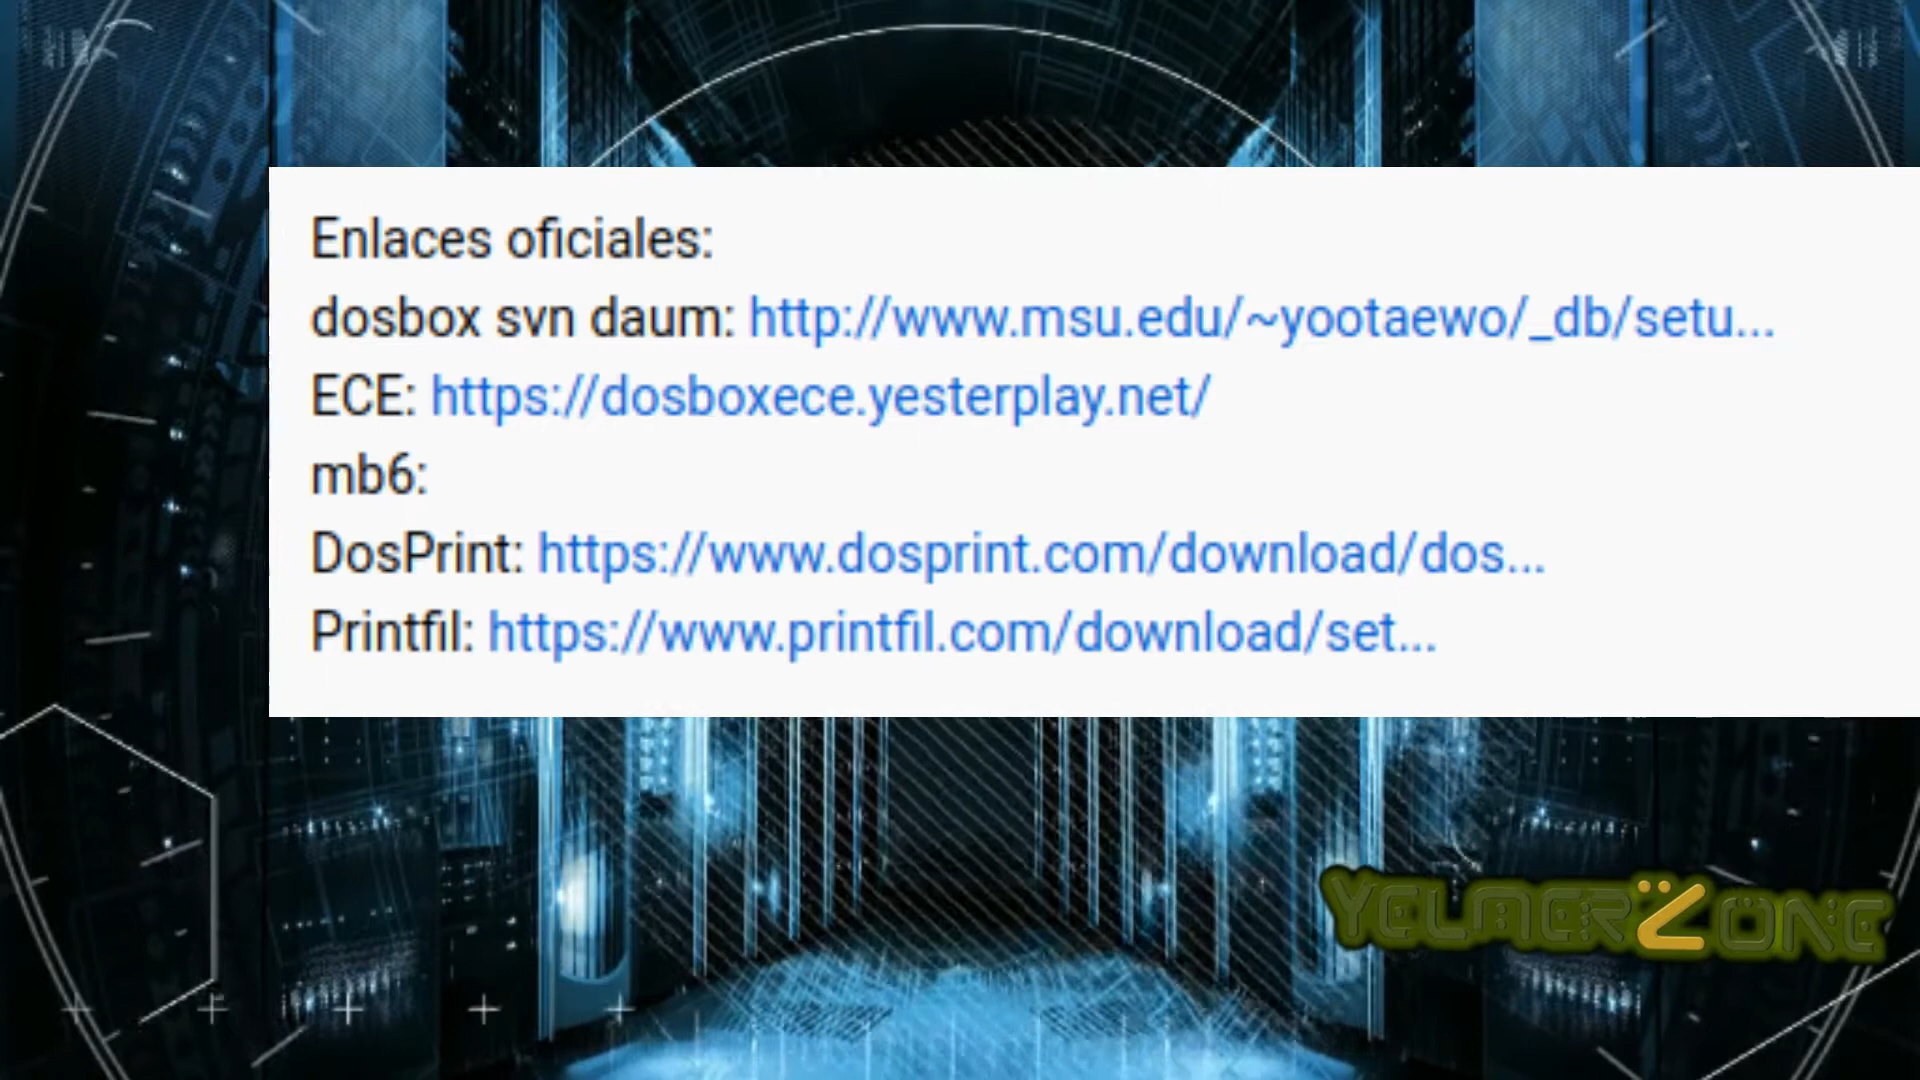 Enlaces oficiales:
dosbox svn daum: http://www.msu.edu/~yootaewo/_db/setu...
ECE: https://dosboxece.yesterplay.net/
mb6:
DosPrint: https://www.dosprint.com/download/dos...
Printfil: https://www.printfil.com/download/set...
YELMERZONE